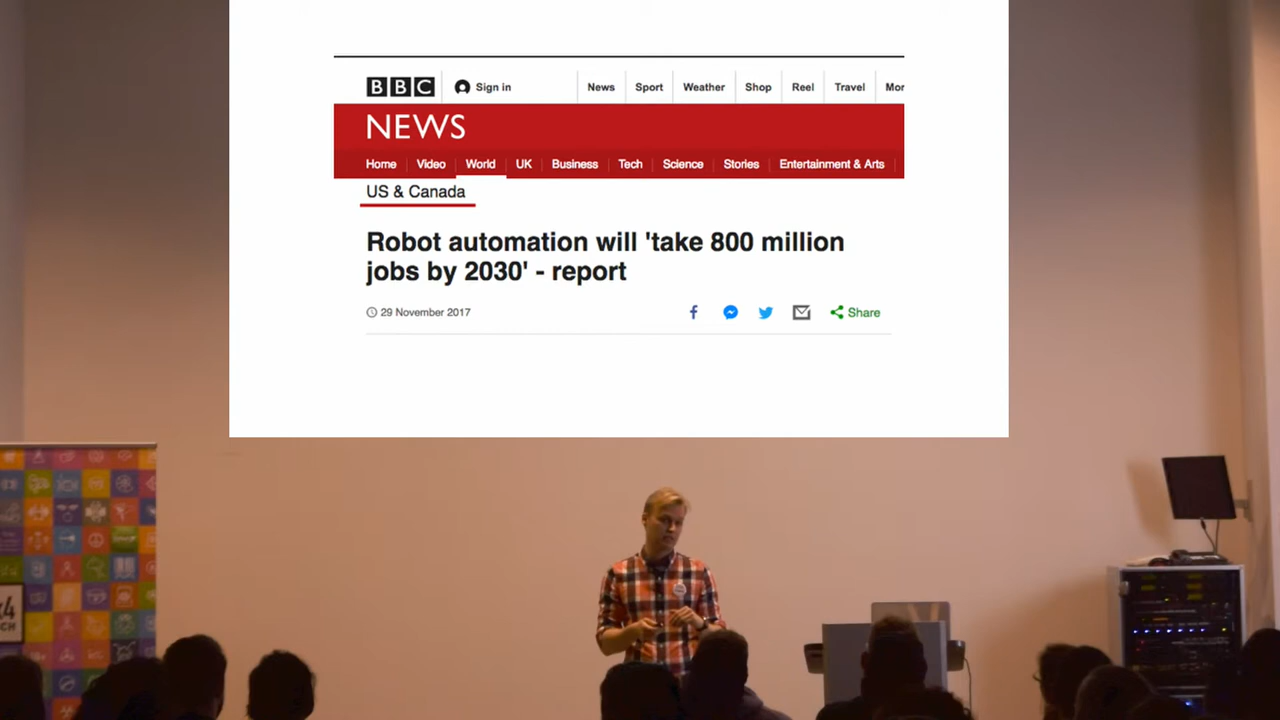 BBC
Sign in
News
Sport
Weather
Shop
Reel
Travel
Mor
NEWS
Home
Video
World
UK
Business
Tech
Science
Stories
Entertainment & Arts
US & Canada
Robot automation will 'take 800 million
jobs by 2030' - report
29 November 2017
Share